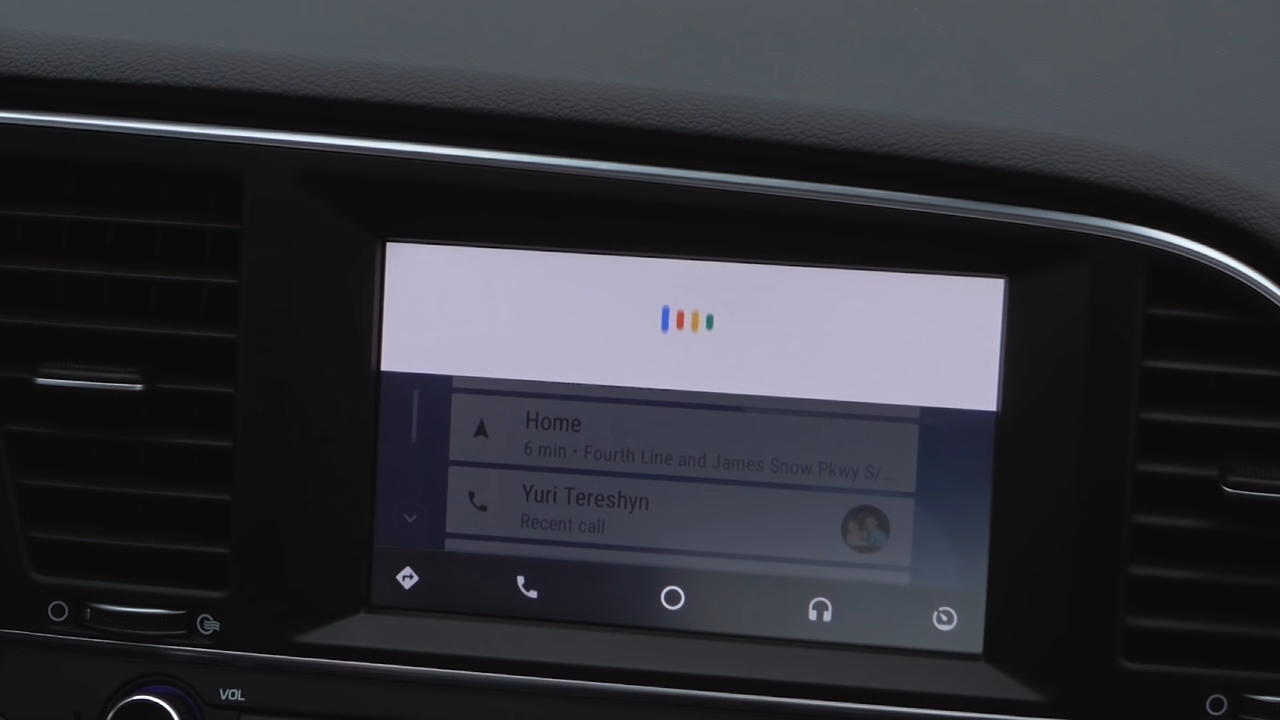 Home
6 min • Fourth Line and James Snow Pkwy S/...
Yuri Tereshyn
Recent call
VOL